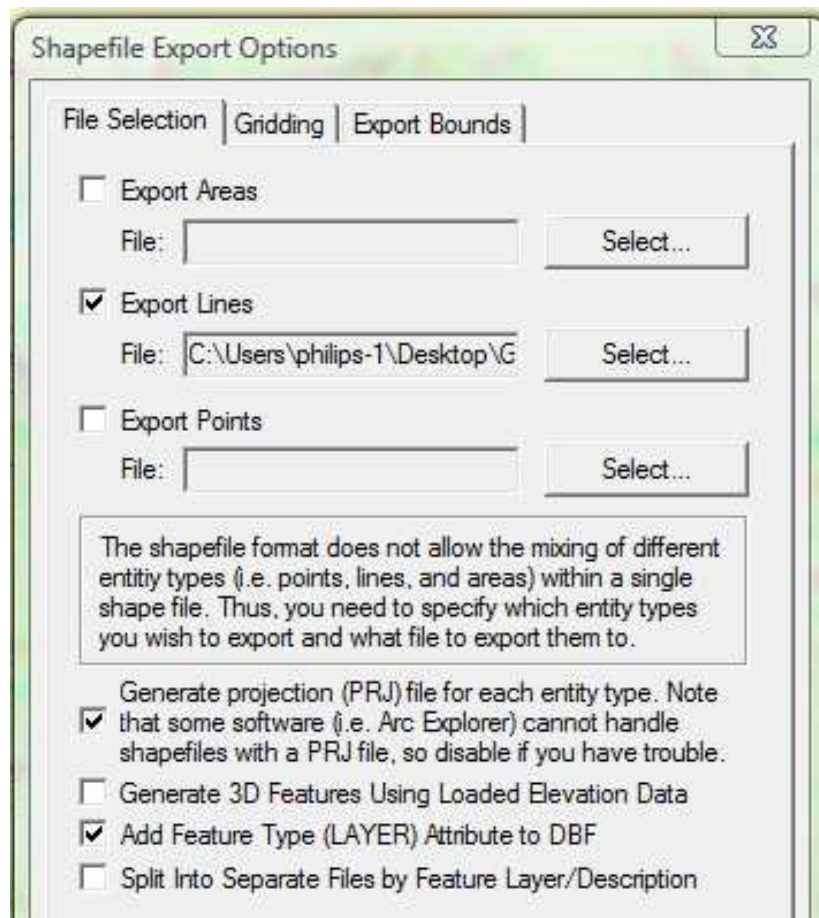 Shapefile Export Options
File Selection
Gridding
Export Bounds
Export Areas
File:
Select...
Export Lines
File: C:\Users\philips-1\Desktop\G
Select...
Export Points
File:
Select...
The shapefile format does not allow the mixing of different
entitiy types (i.e. points, lines, and areas) within a single
shape file. Thus, you need to specify which entity types
you wish to export and what file to export them to.
Generate projection (PRJ) file for each entity type. Note
that some software (i.e. Arc Explorer) cannot handle
shapefiles with a PRJ file, so disable if you have trouble.
Generate 3D Features Using Loaded Elevation Data
Add Feature Type (LAYER) Attribute to DBF
Split Into Separate Files by Feature Layer/Description